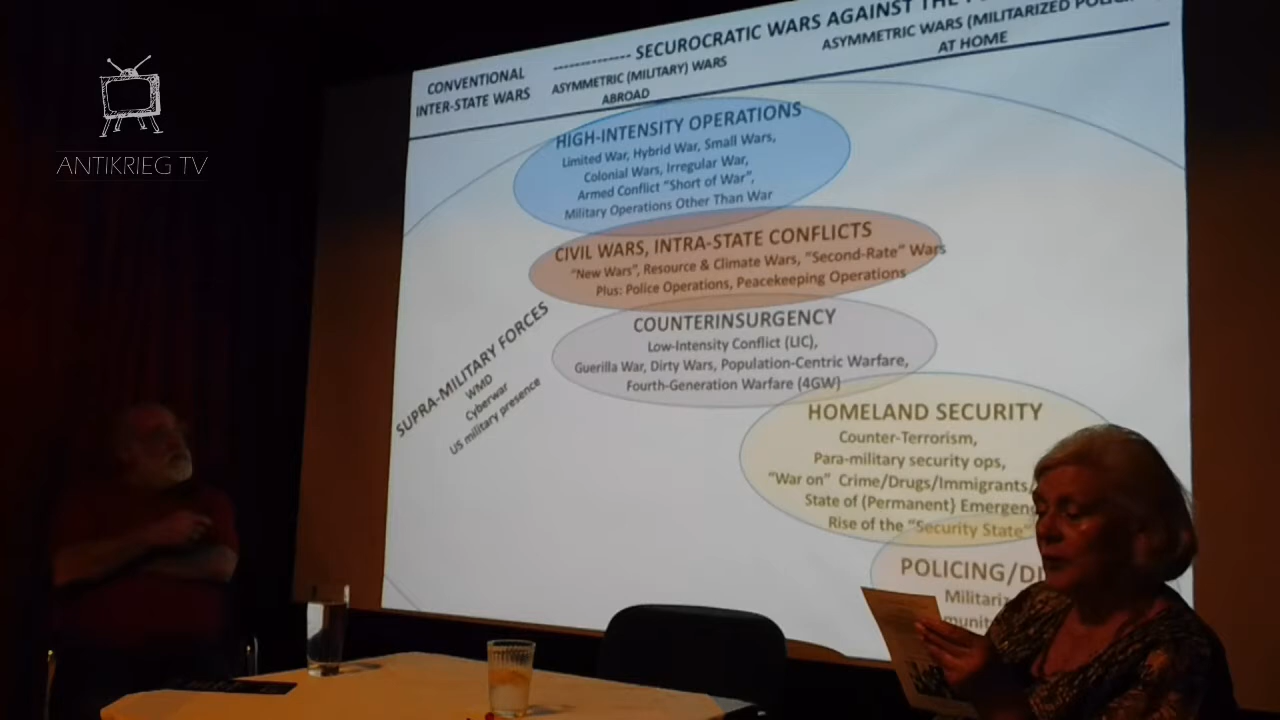 ANTIKRIEG TV
SECUROCRATIC WARS AGAINST THE
CONVENTIONAL
INTER-STATE WARS
ASYMMETRIC (MILITARY) WARS
ABROAD
ASYMMETRIC WARS (MILITARIZED
AT HOME
HIGH-INTENSITY OPERATIONS
Limited War, Hybrid War, Small Wars,
Colonial Wars, Irregular War,
Armed Conflict "Short of War",
Military Operations Other Than War
CIVIL WARS, INTRA-STATE CONFLICTS
"New Wars", Resource & Climate Wars, "Second-Rate" Wars
Plus: Police Operations, Peacekeeping Operations
COUNTERINSURGENCY
Low-Intensity Conflict (LIC),
Guerilla War, Dirty Wars, Population-Centric Warfare,
Fourth-Generation Warfare (4GW)
SUPRA-MILITARY FORCES
WMD
Cyberwar
US military presence
HOMELAND SECURITY
Counter-Terrorism,
Para-military security ops,
"War on" Crime/Drugs/Immigrants/
State of (Permanent} Emergenc
Rise of the "Security State"
POLICING/DI
Militariz
munit